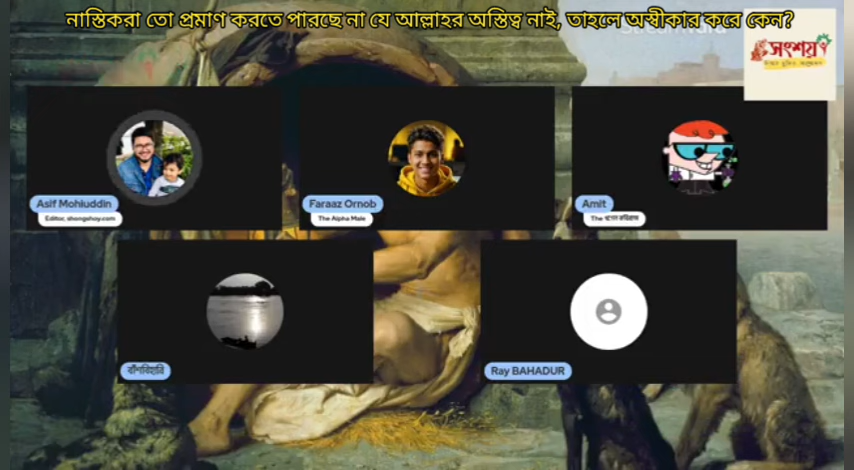 নাস্তিকরা তো প্রমাণ করতে পারছে না যে আল্লাহর অস্তিত্ব নাই, তাহলে অস্বীকার করে কেন?
সংশয়
Asif Mohiuddin
Editor, shongshoy.com
Faraaz Ornob
The Alpha Male
Amit
The
বাঁশবিহারি
Ray BAHADUR